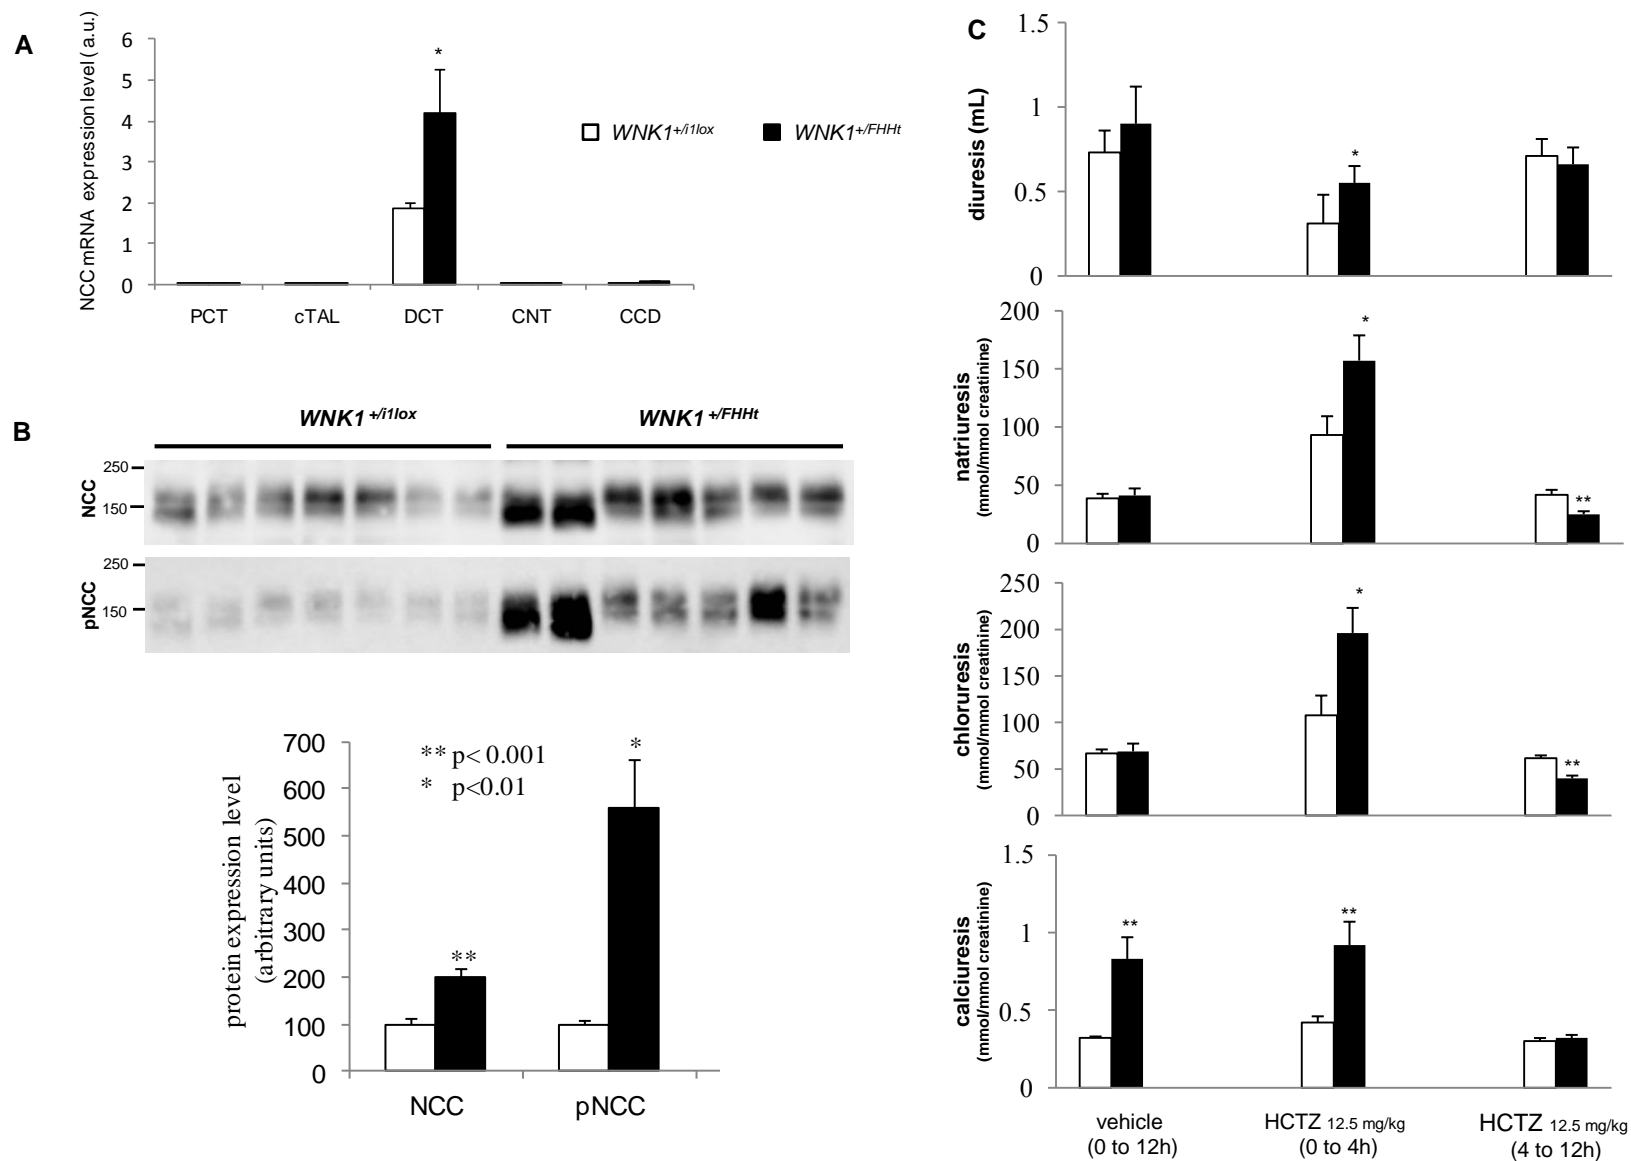 A
NCC mRNA expression level ( a.u.)
6
5
4
3
2
1
0
*
PCT cTAL DCT CNT CCD
WNK1+/i1lox WNK1+/FHHt
B
WNK1 +/i1lox WNK1 +/FHHt
NCC
250
150
pNCC
250
150
protein expression level
(arbitrary units)
700
600
500
400
300
200
100
0
** p< 0.001
* p<0.01
**
*
NCC pNCC
C
diuresis (mL)
1.5
1
0.5
0
*
natriuresis
(mmol/mmol creatinine)
200
150
100
50
0
*
**
chloruresis
(mmol/mmol creatinine)
250
200
150
100
50
0
*
**
calciuresis
(mmol/mmol creatinine)
1.5
1
0.5
0
**
**
vehicle
(0 to 12h)
HCTZ 12.5 mg/kg
(0 to 4h)
HCTZ 12.5 mg/kg
(4 to 12h)